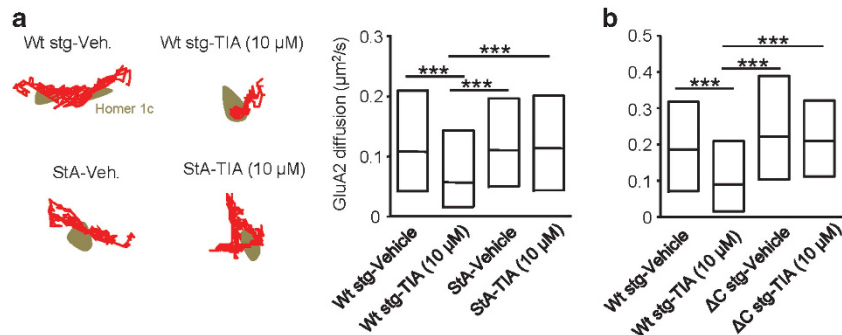 a
Wt stg-Veh.
Wt stg-TIA (10 µM)
Homer 1c
StA-Veh.
StA-TIA (10 µM)
GluA2 diffusion (µm²/s)
0.3
0.2
0.1
0
***
***
***
Wt stg-Vehicle
Wt stg-TIA (10 µM)
StA-Vehicle
StA-TIA (10 µM)
b
0.5
0.4
0.3
0.2
0.1
0
***
***
***
Wt stg-Vehicle
Wt stg-TIA (10 µM)
ΔC stg-Vehicle
ΔC stg-TIA (10 µM)